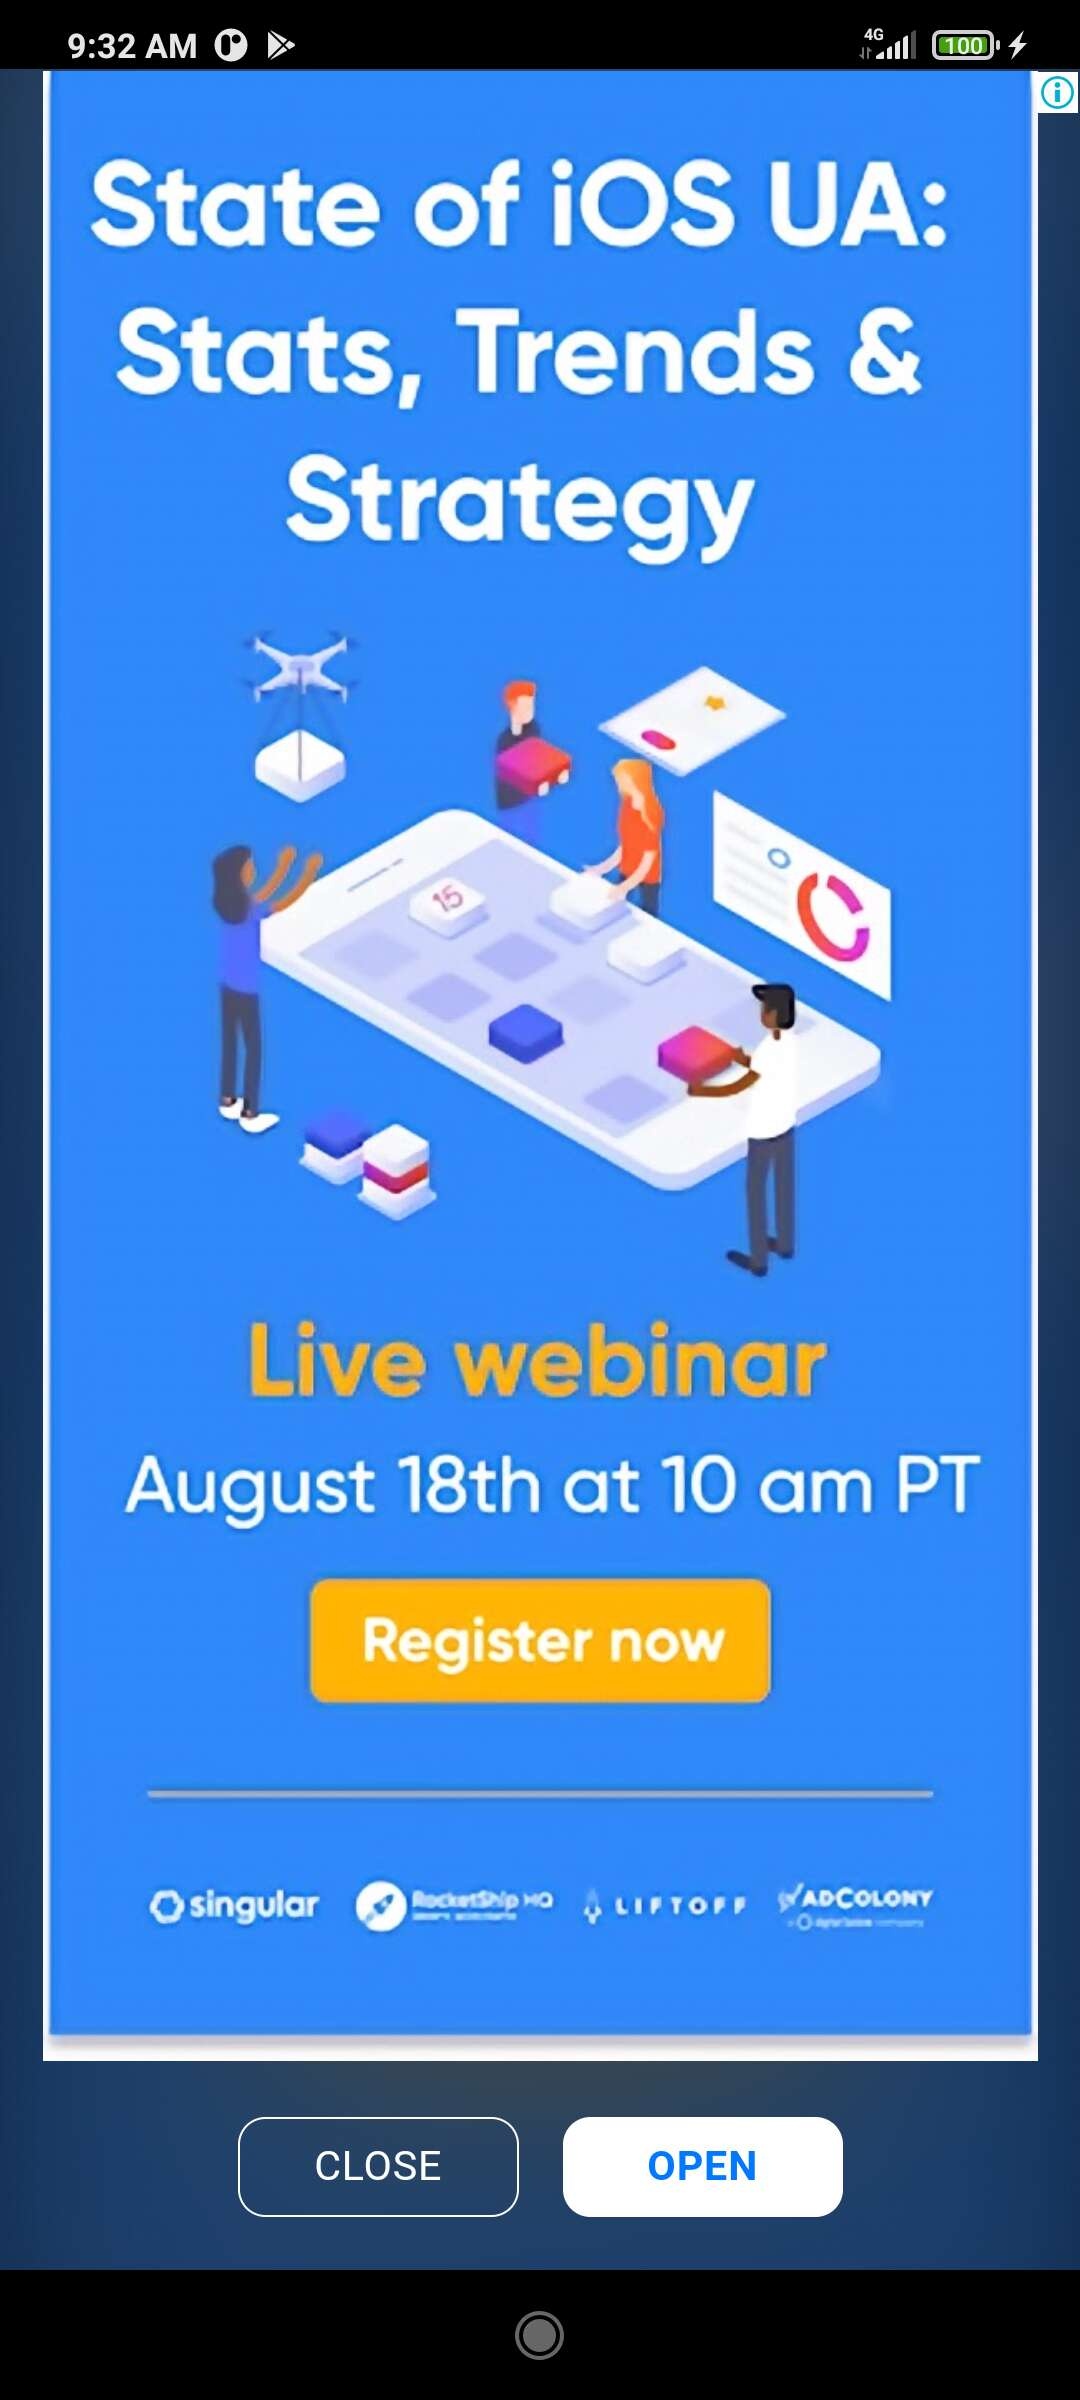 9:32 AM
4G
100
State of iOS UA:
Stats, Trends &
Strategy
15
Live webinar
August 18th at 10 am PT
Register now
singular
RocketShip HQ
LIFTOFF
ADCOLONY
CLOSE
OPEN